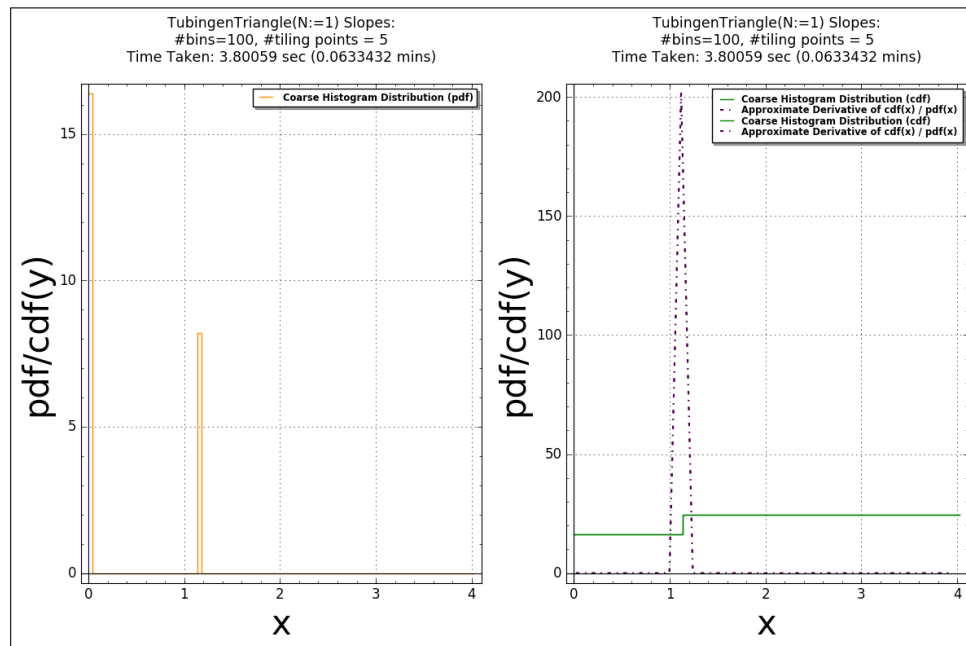 TubingenTriangle(N:=1) Slopes:
#bins=100, #tiling points = 5
Time Taken: 3.80059 sec (0.0633432 mins)
Coarse Histogram Distribution (pdf)
15
10
5
0
pdf/cdf(y)
0 1 2 3 4
x
TubingenTriangle(N:=1) Slopes:
#bins=100, #tiling points = 5
Time Taken: 3.80059 sec (0.0633432 mins)
Coarse Histogram Distribution (cdf)
Approximate Derivative of cdf(x) / pdf(x)
Coarse Histogram Distribution (cdf)
Approximate Derivative of cdf(x) / pdf(x)
200
150
100
50
0
pdf/cdf(y)
0 1 2 3 4
x